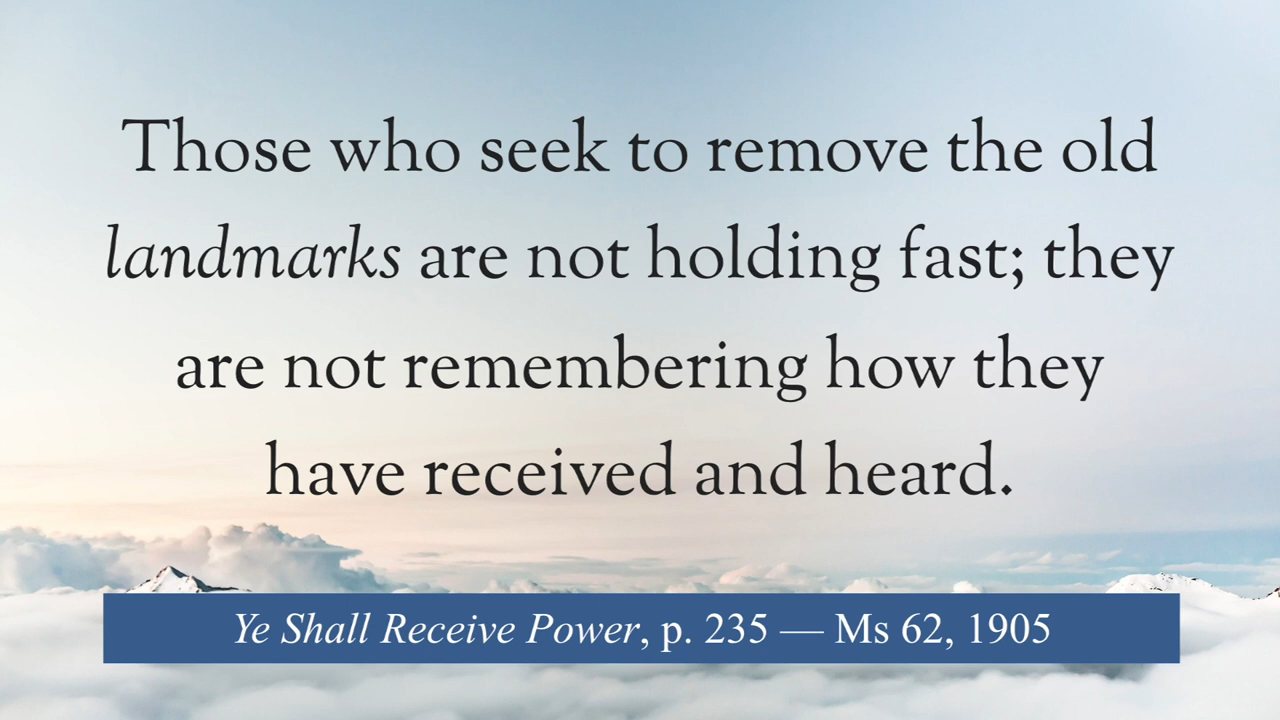 Those who seek to remove the old
landmarks are not holding fast; they
are not remembering how they
have received and heard.
Ye Shall Receive Power, p. 235 — Ms 62, 1905